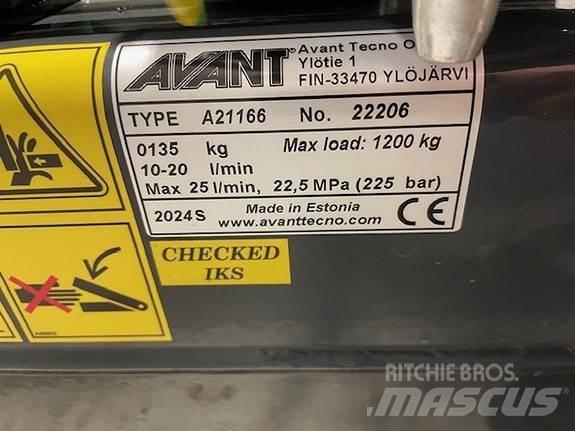 AVANT® Avant Tecno O
Ylötie 1
FIN-33470 YLÖJÄRVI
TYPE A21166 No. 22206
0135 kg Max load: 1200 kg
10-20 l/min
Max 25 l/min, 22,5 MPa (225 bar)
2024S Made in Estonia
www.avanttecno.com CE
CHECKED
IKS
RITCHIE BROS.
MASCUS